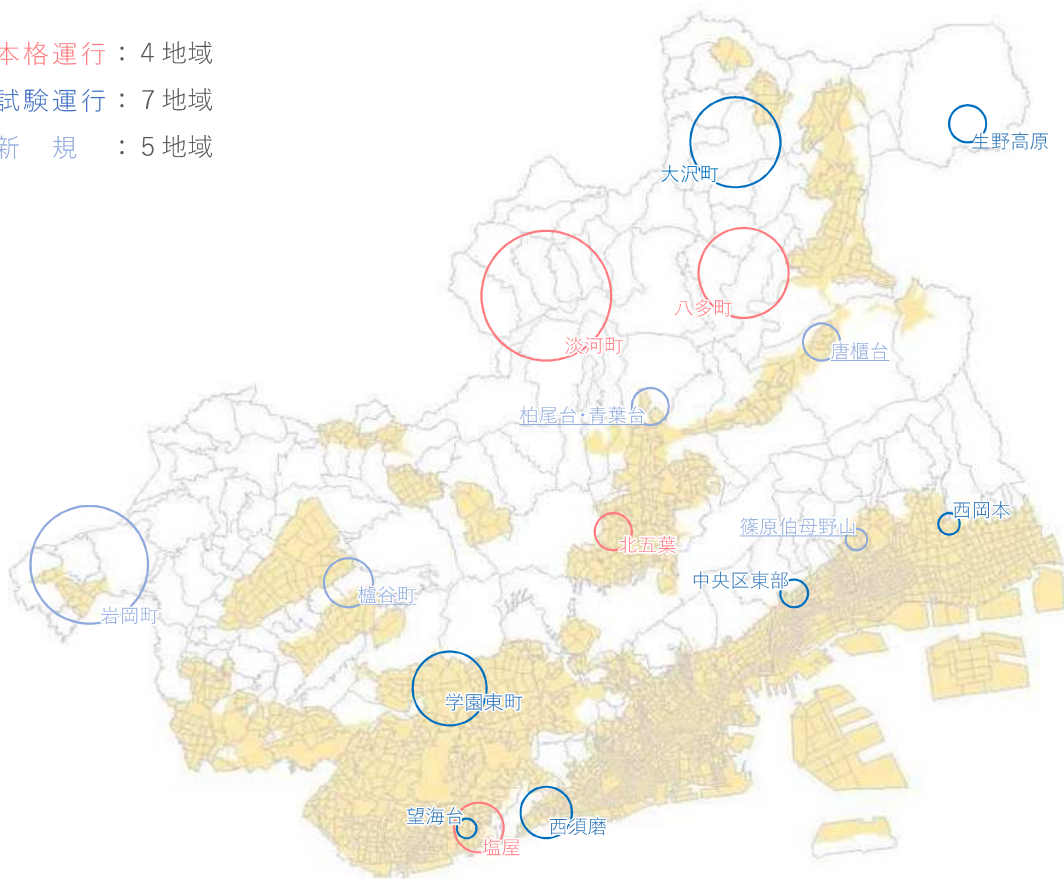 本格運行：4地域
試験運行：7地域
新　規　：5地域
生野高原
大沢町
八多町
淡河町
唐櫃台
柏尾台・青葉台
西岡本
篠原伯母野山
北五葉
中央区東部
櫨谷町
岩岡町
学園東町
望海台
西須磨
塩屋